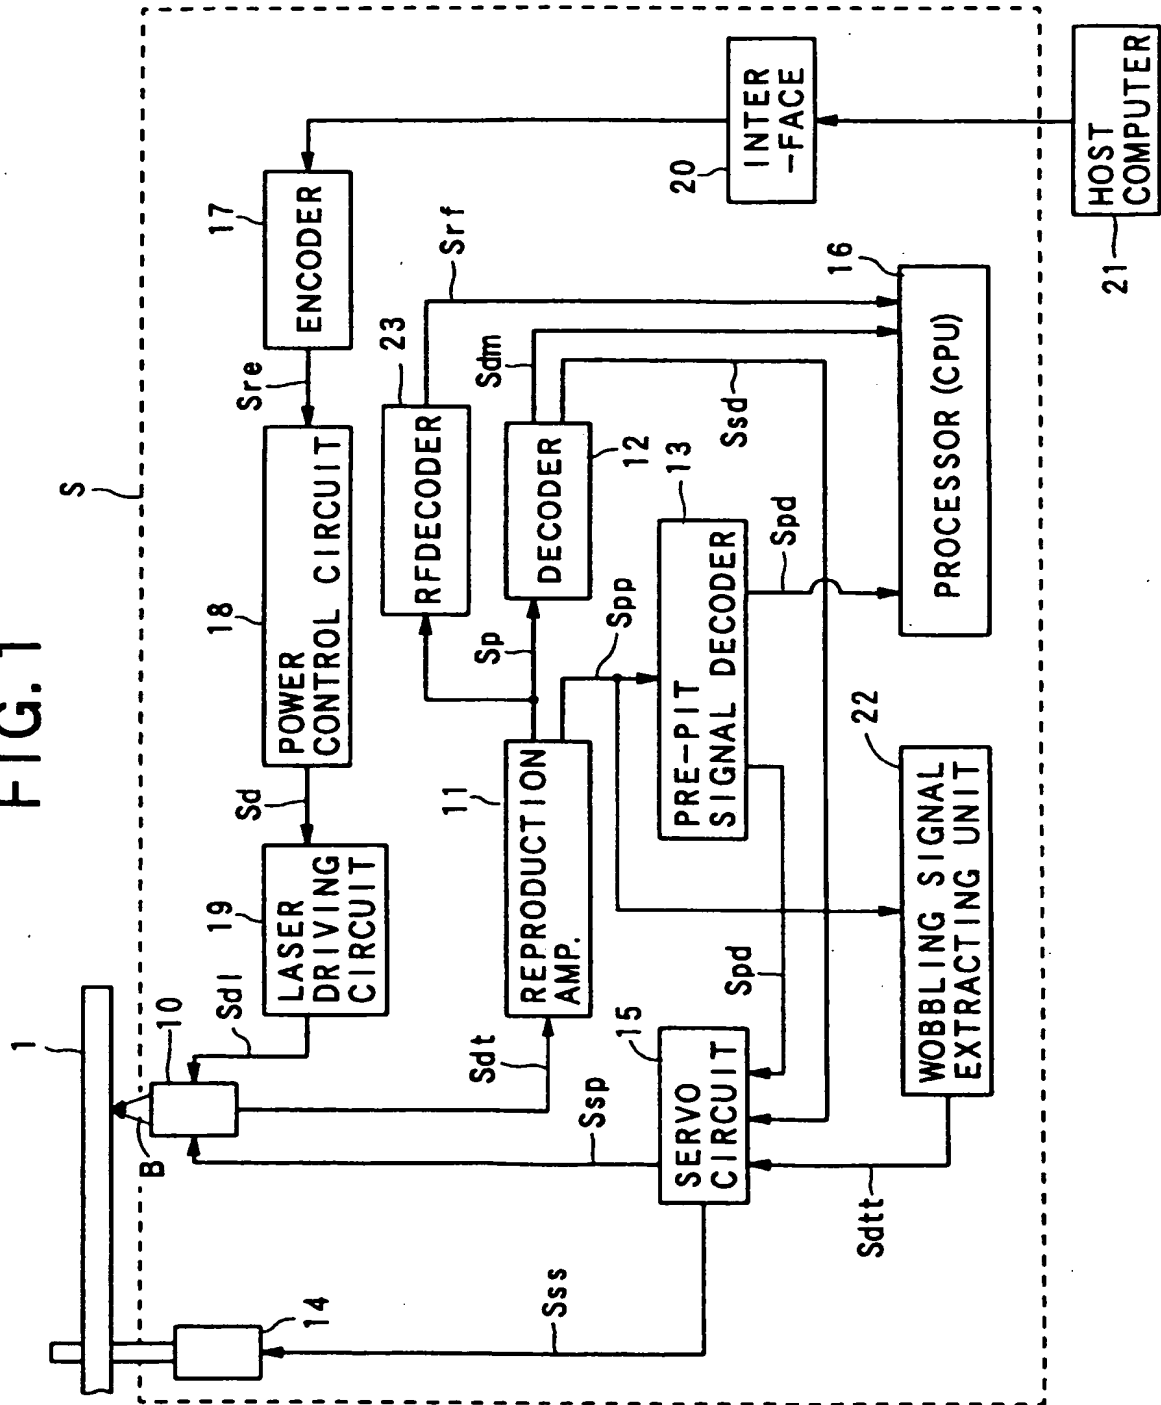 FIG.1
S
1
B
10
Sdl
19
LASER
DRIVING
CIRCUIT
Sd
18
POWER
CONTROL CIRCUIT
Sre
17
ENCODER
23
RFDECODER
Srf
Sdt
11
REPRODUCTION
AMP.
Sp
DECODER
12
Sdm
Ssd
20
INTER
-FACE
14
Sss
Ssp
15
SERVO
CIRCUIT
Spd
Spp
13
PRE-PIT
SIGNAL DECODER
Spd
Sdtt
22
WOBBLING SIGNAL
EXTRACTING UNIT
16
PROCESSOR (CPU)
21
HOST
COMPUTER